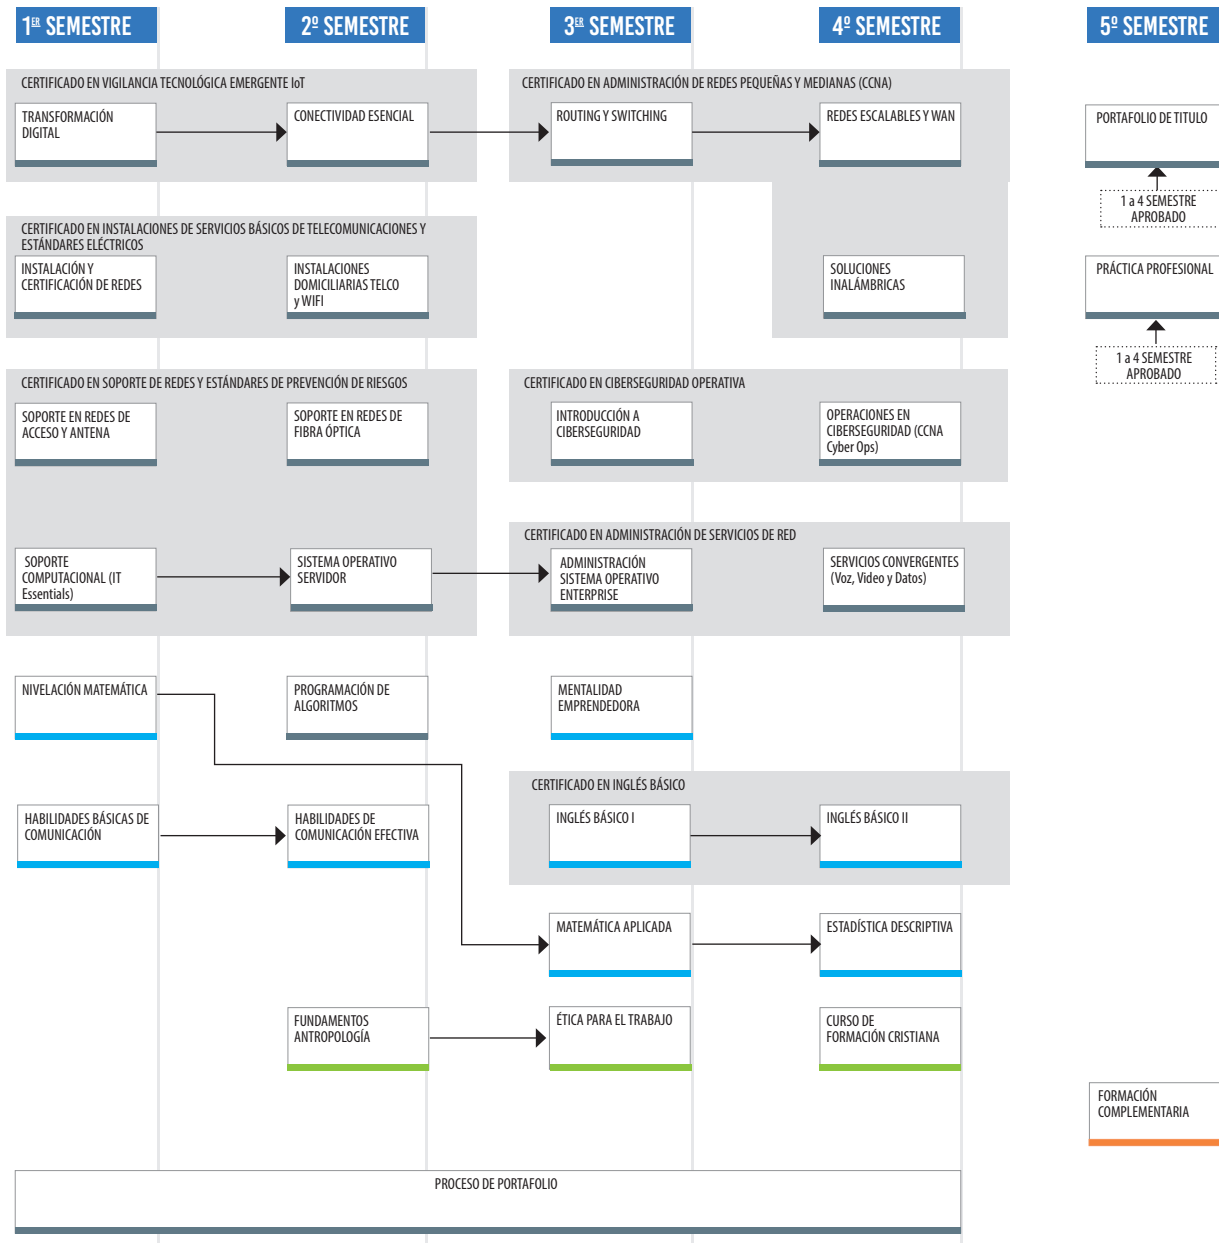 1ER SEMESTRE
2º SEMESTRE
3ER SEMESTRE
4º SEMESTRE
5º SEMESTRE
CERTIFICADO EN VIGILANCIA TECNOLÓGICA EMERGENTE IoT
CERTIFICADO EN ADMINISTRACIÓN DE REDES PEQUEÑAS Y MEDIANAS (CCNA)
TRANSFORMACIÓN
DIGITAL
CONECTIVIDAD ESENCIAL
ROUTING Y SWITCHING
REDES ESCALABLES Y WAN
PORTAFOLIO DE TITULO
1 a 4 SEMESTRE
APROBADO
CERTIFICADO EN INSTALACIONES DE SERVICIOS BÁSICOS DE TELECOMUNICACIONES Y
ESTÁNDARES ELÉCTRICOS
INSTALACIÓN Y
CERTIFICACIÓN DE REDES
INSTALACIONES
DOMICILIARIAS TELCO
y WIFI
SOLUCIONES
INALÁMBRICAS
PRÁCTICA PROFESIONAL
1 a 4 SEMESTRE
APROBADO
CERTIFICADO EN SOPORTE DE REDES Y ESTÁNDARES DE PREVENCIÓN DE RIESGOS
CERTIFICADO EN CIBERSEGURIDAD OPERATIVA
SOPORTE EN REDES DE
ACCESO Y ANTENA
SOPORTE EN REDES DE
FIBRA ÓPTICA
INTRODUCCIÓN A
CIBERSEGURIDAD
OPERACIONES EN
CIBERSEGURIDAD (CCNA
Cyber Ops)
CERTIFICADO EN ADMINISTRACIÓN DE SERVICIOS DE RED
SOPORTE
COMPUTACIONAL (IT
Essentials)
SISTEMA OPERATIVO
SERVIDOR
ADMINISTRACIÓN
SISTEMA OPERATIVO
ENTERPRISE
SERVICIOS CONVERGENTES
(Voz, Video y Datos)
NIVELACIÓN MATEMÁTICA
PROGRAMACIÓN DE
ALGORITMOS
MENTALIDAD
EMPRENDEDORA
CERTIFICADO EN INGLÉS BÁSICO
HABILIDADES BÁSICAS DE
COMUNICACIÓN
HABILIDADES DE
COMUNICACIÓN EFECTIVA
INGLÉS BÁSICO I
INGLÉS BÁSICO II
MATEMÁTICA APLICADA
ESTADÍSTICA DESCRIPTIVA
FUNDAMENTOS
ANTROPOLOGÍA
ÉTICA PARA EL TRABAJO
CURSO DE
FORMACIÓN CRISTIANA
FORMACIÓN
COMPLEMENTARIA
PROCESO DE PORTAFOLIO